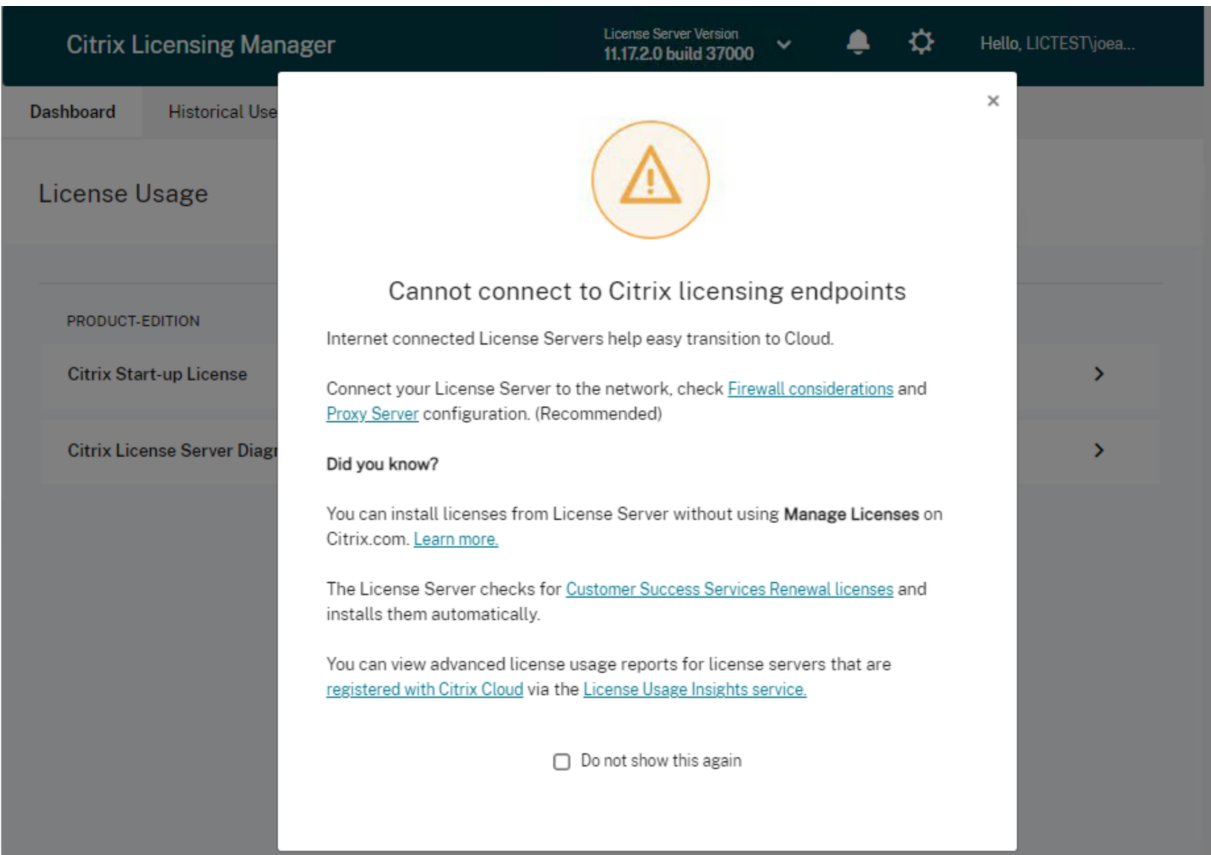 Citrix Licensing Manager
License Server Version
11.17.2.0 build 37000
Hello, LICTEST\joea...
Dashboard
Historical Use
×
License Usage
Cannot connect to Citrix licensing endpoints
PRODUCT-EDITION
Internet connected License Servers help easy transition to Cloud.
Citrix Start-up License
Connect your License Server to the network, check Firewall considerations and
Proxy Server configuration. (Recommended)
Citrix License Server Diagn
Did you know?
You can install licenses from License Server without using Manage Licenses on
Citrix.com. Learn more.
The License Server checks for Customer Success Services Renewal licenses and
installs them automatically.
You can view advanced license usage reports for license servers that are
registered with Citrix Cloud via the License Usage Insights service.
Do not show this again